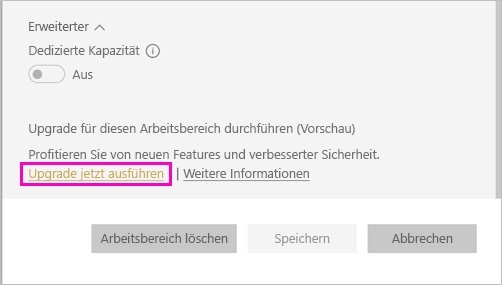 Erweiterter
Dedizierte Kapazität
Aus
Upgrade für diesen Arbeitsbereich durchführen (Vorschau)
Profitieren Sie von neuen Features und verbesserter Sicherheit.
Upgrade jetzt ausführen | Weitere Informationen
Arbeitsbereich löschen Speichern Abbrechen